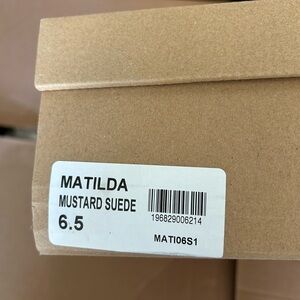 MATILDA
MUSTARD SUEDE
6.5
196829006214
MATI06S1